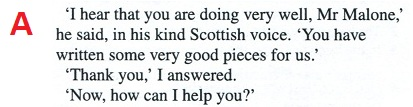 A
‘I hear that you are doing very well, Mr Malone,’
he said, in his kind Scottish voice. ‘You have
written some very good pieces for us.’
‘Thank you,’ I answered.
‘Now, how can I help you?’